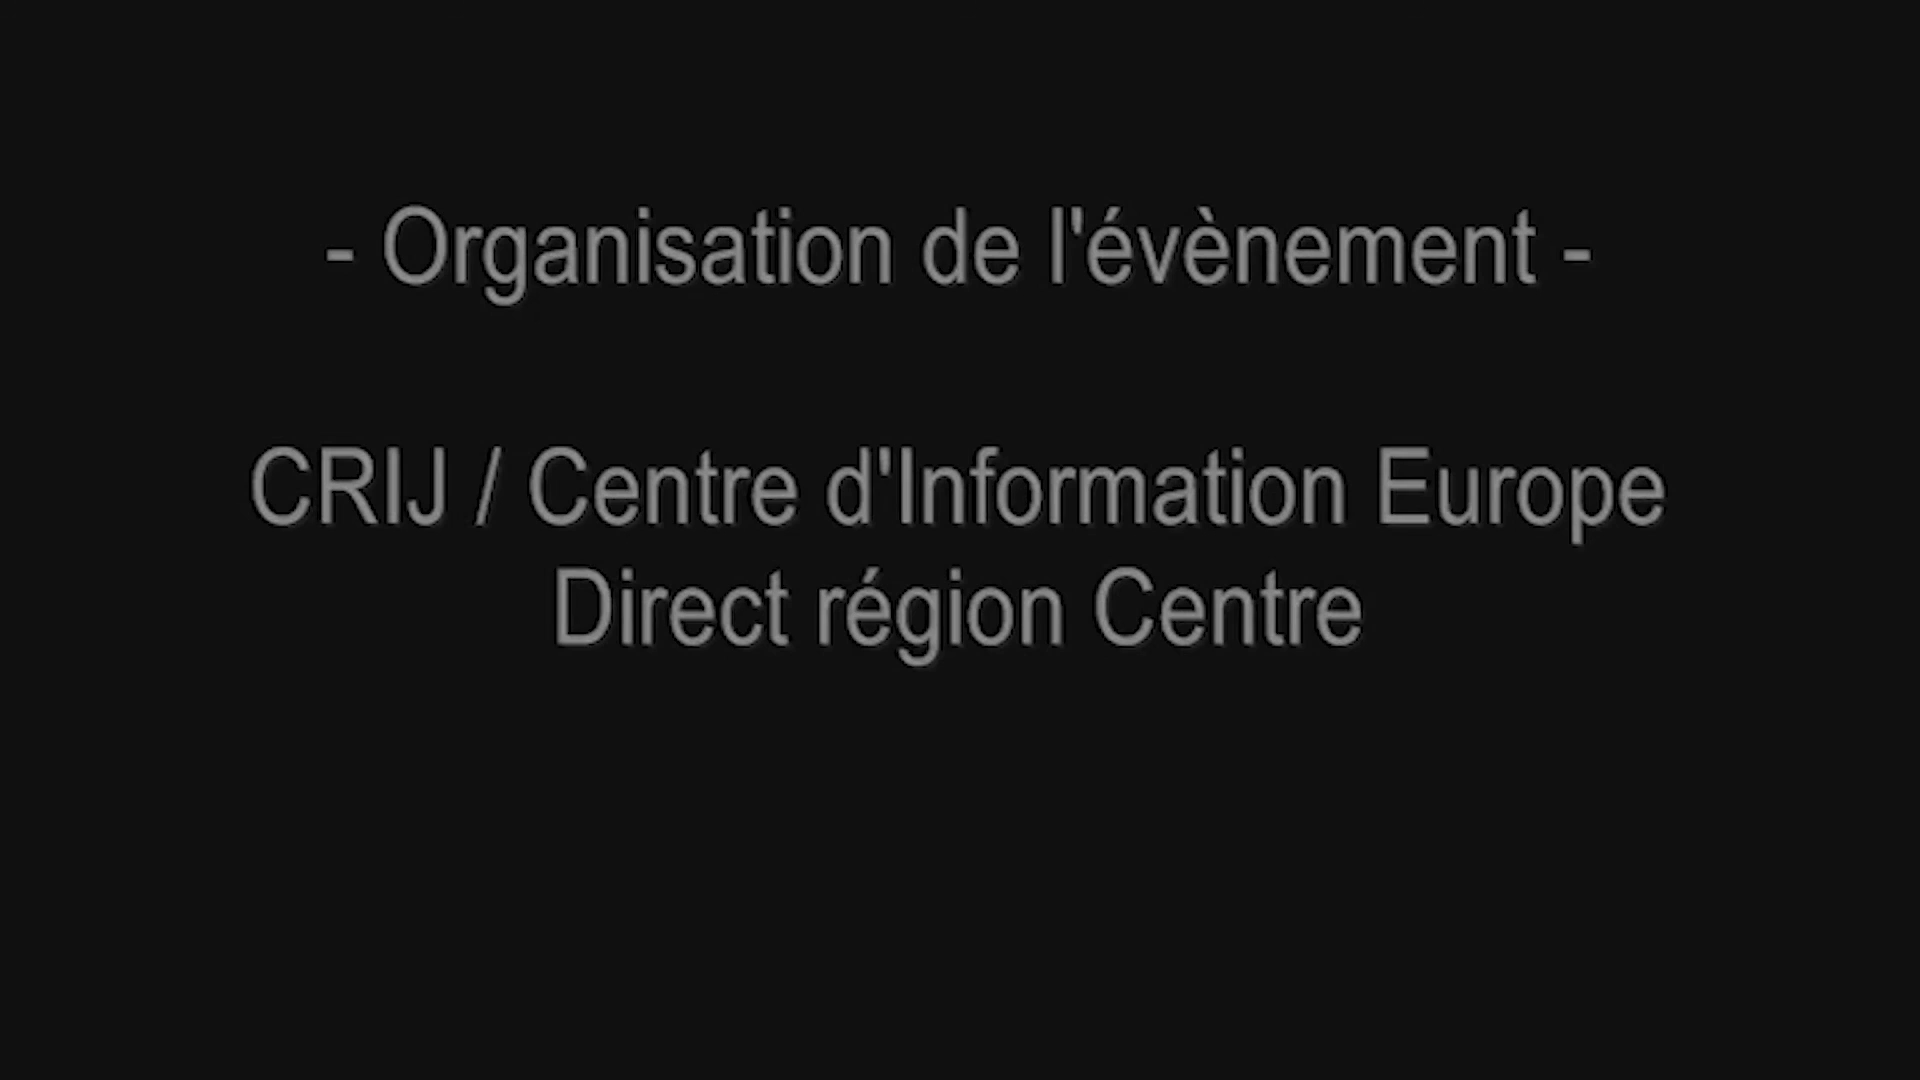 - Organisation de l'évènement -
CRIJ / Centre d'Information Europe
Direct région Centre